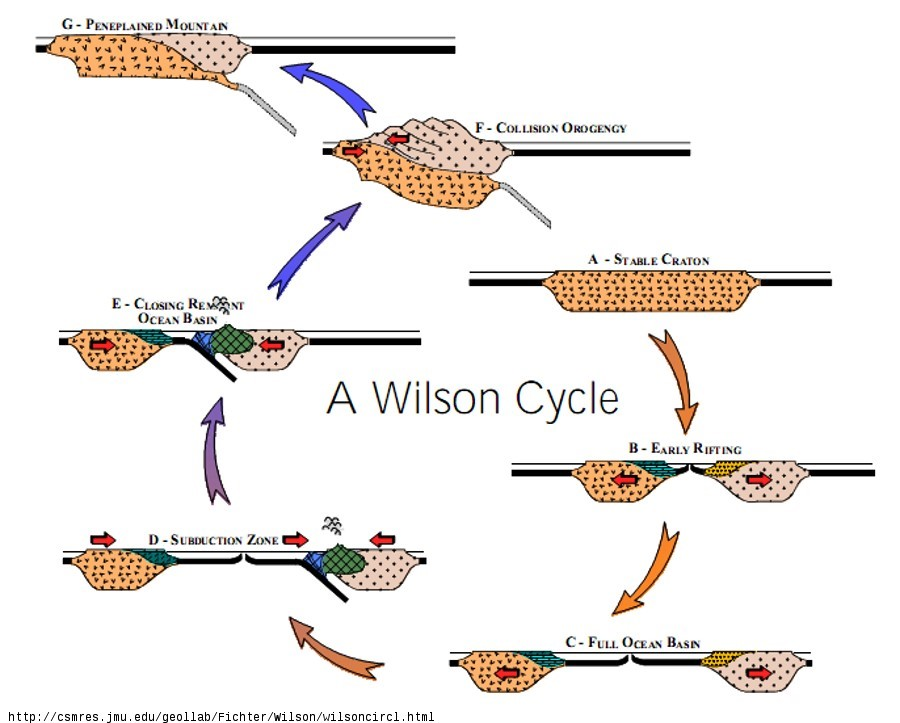 G - Peneplained Mountain
F - Collision Orogengy
A - Stable Craton
E - Closing Remnant
Ocean Basin
A Wilson Cycle
B - Early Rifting
D - Subduction Zone
C - Full Ocean Basin
http://csmres.jmu.edu/geollab/Fichter/Wilson/wilsoncircl.html